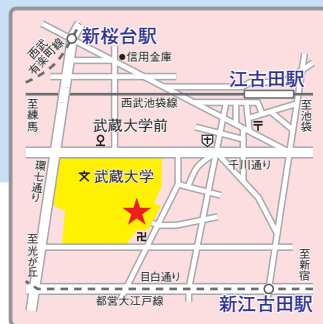 新桜台駅
西武
有楽町線
信用金庫
江古田駅
至練馬
西武池袋線
至池袋
武蔵大学前
千川通り
環七通り
文 武蔵大学
至光が丘
目白通り
至新宿
都営大江戸線
新江古田駅